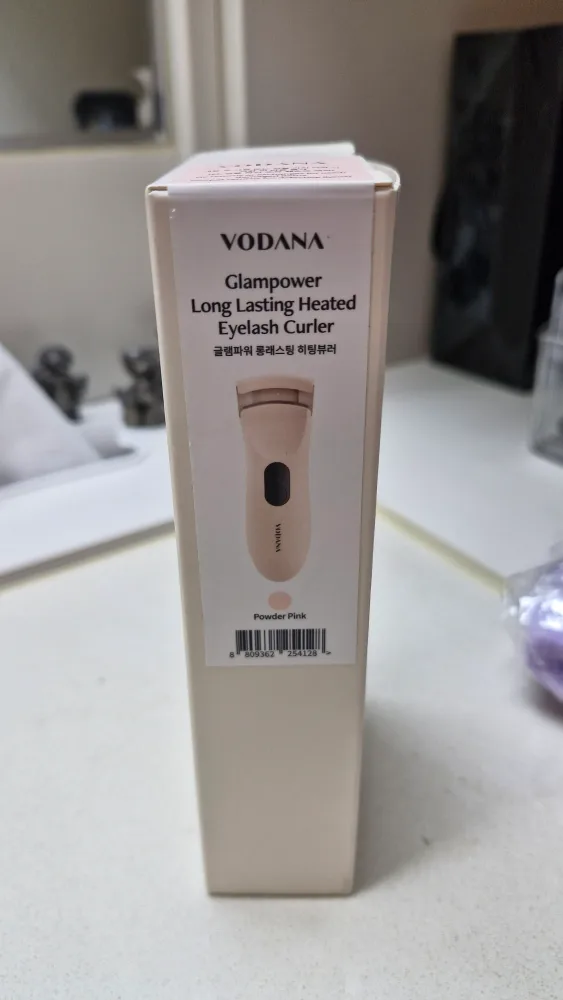 VODANA
VODANA
Glampower
Long Lasting Heated
Eyelash Curler
글램파워 롱래스팅 히팅뷰러
VODANA
Powder Pink
8 809362 254128 >